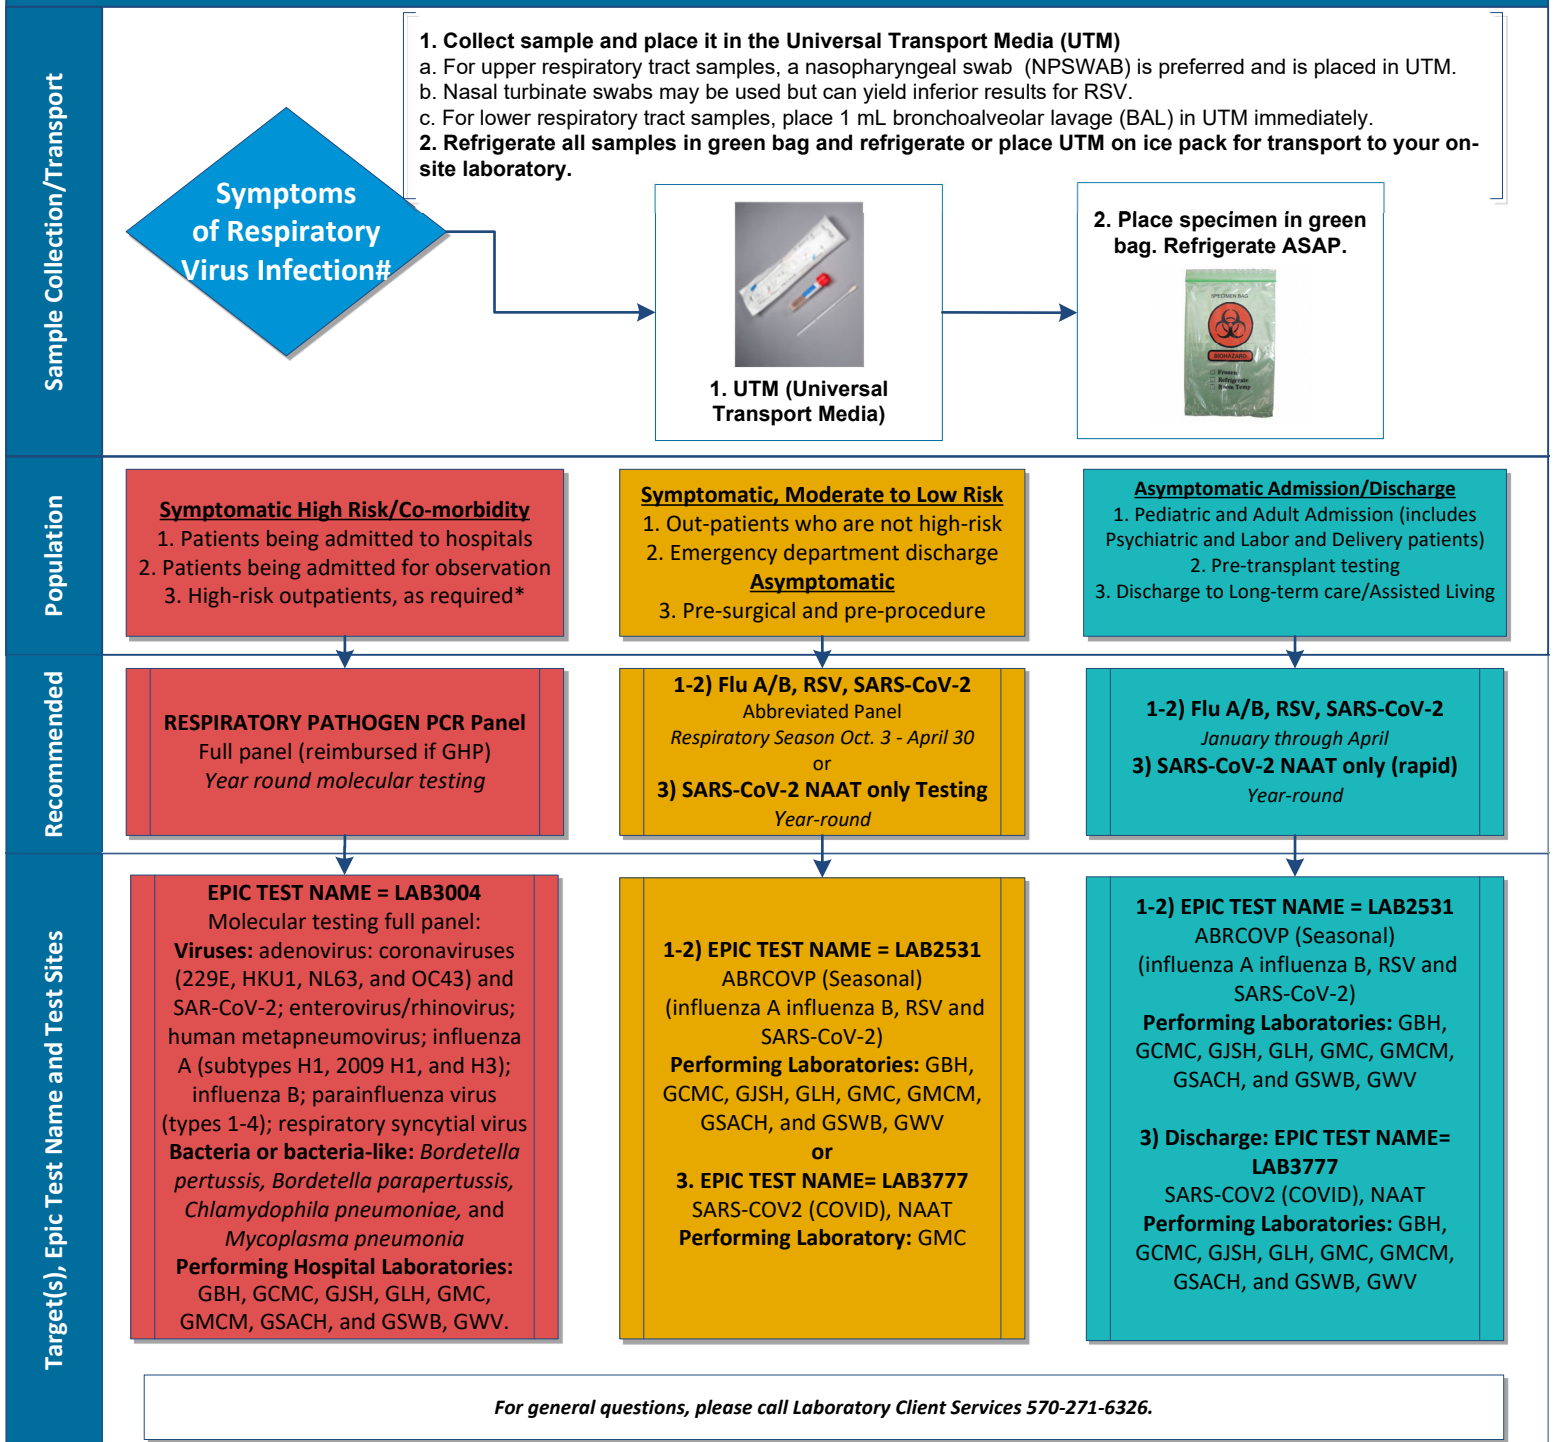 1. Collect sample and place it in the Universal Transport Media (UTM)
a. For upper respiratory tract samples, a nasopharyngeal swab (NPSWAB) is preferred and is placed in UTM.
b. Nasal turbinate swabs may be used but can yield inferior results for RSV.
c. For lower respiratory tract samples, place 1 mL bronchoalveolar lavage (BAL) in UTM immediately.
2. Refrigerate all samples in green bag and refrigerate or place UTM on ice pack for transport to your on-
site laboratory.
Sample Collection/Transport
Symptoms
of Respiratory
Virus Infection#
1. UTM (Universal
Transport Media)
2. Place specimen in green
bag. Refrigerate ASAP.
SPECIMEN BAG
BIOHAZARD
Frozen
Refrigerate
Room Temp
Population
Symptomatic High Risk/Co-morbidity
1. Patients being admitted to hospitals
2. Patients being admitted for observation
3. High-risk outpatients, as required*
Symptomatic, Moderate to Low Risk
1. Out-patients who are not high-risk
2. Emergency department discharge
Asymptomatic
3. Pre-surgical and pre-procedure
Asymptomatic Admission/Discharge
1. Pediatric and Adult Admission (includes
Psychiatric and Labor and Delivery patients)
2. Pre-transplant testing
3. Discharge to Long-term care/Assisted Living
Recommended
RESPIRATORY PATHOGEN PCR Panel
Full panel (reimbursed if GHP)
Year round molecular testing
1-2) Flu A/B, RSV, SARS-CoV-2
Abbreviated Panel
Respiratory Season Oct. 3 - April 30
or
3) SARS-CoV-2 NAAT only Testing
Year-round
1-2) Flu A/B, RSV, SARS-CoV-2
January through April
3) SARS-CoV-2 NAAT only (rapid)
Year-round
Target(s), Epic Test Name and Test Sites
EPIC TEST NAME = LAB3004
Molecular testing full panel:
Viruses: adenovirus: coronaviruses
(229E, HKU1, NL63, and OC43) and
SAR-CoV-2; enterovirus/rhinovirus;
human metapneumovirus; influenza
A (subtypes H1, 2009 H1, and H3);
influenza B; parainfluenza virus
(types 1-4); respiratory syncytial virus
Bacteria or bacteria-like: Bordetella
pertussis, Bordetella parapertussis,
Chlamydophila pneumoniae, and
Mycoplasma pneumonia
Performing Hospital Laboratories:
GBH, GCMC, GJSH, GLH, GMC,
GMCM, GSACH, and GSWB, GWV.
1-2) EPIC TEST NAME = LAB2531
ABRCOVP (Seasonal)
(influenza A influenza B, RSV and
SARS-CoV-2)
Performing Laboratories: GBH,
GCMC, GJSH, GLH, GMC, GMCM,
GSACH, and GSWB, GWV
or
3. EPIC TEST NAME= LAB3777
SARS-COV2 (COVID), NAAT
Performing Laboratory: GMC
1-2) EPIC TEST NAME = LAB2531
ABRCOVP (Seasonal)
(influenza A influenza B, RSV and
SARS-CoV-2)
Performing Laboratories: GBH,
GCMC, GJSH, GLH, GMC, GMCM,
GSACH, and GSWB, GWV
3) Discharge: EPIC TEST NAME=
LAB3777
SARS-COV2 (COVID), NAAT
Performing Laboratories: GBH,
GCMC, GJSH, GLH, GMC, GMCM,
GSACH, and GSWB, GWV
For general questions, please call Laboratory Client Services 570-271-6326.